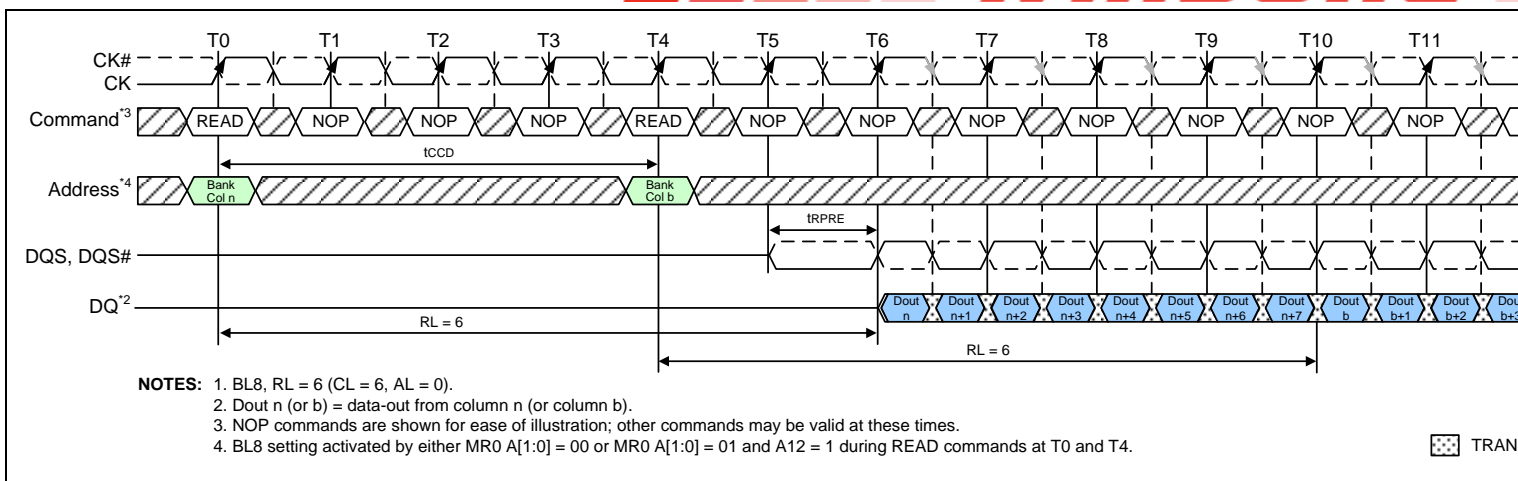 T0 T1 T2 T3 T4 T5 T6 T7 T8 T9 T10 T11
CK#
CK
Command*3 READ NOP NOP NOP READ NOP NOP NOP NOP NOP NOP NOP
tCCD
Address*4 Bank Col n Bank Col b
tRPRE
DQS, DQS#
DQ*2 Dout n Dout n+1 Dout n+2 Dout n+3 Dout n+4 Dout n+5 Dout n+6 Dout n+7 Dout b Dout b+1 Dout b+2 Dout b+3
RL = 6
RL = 6
NOTES: 1. BL8, RL = 6 (CL = 6, AL = 0).
2. Dout n (or b) = data-out from column n (or column b).
3. NOP commands are shown for ease of illustration; other commands may be valid at these times.
4. BL8 setting activated by either MR0 A[1:0] = 00 or MR0 A[1:0] = 01 and A12 = 1 during READ commands at T0 and T4.
TRAN